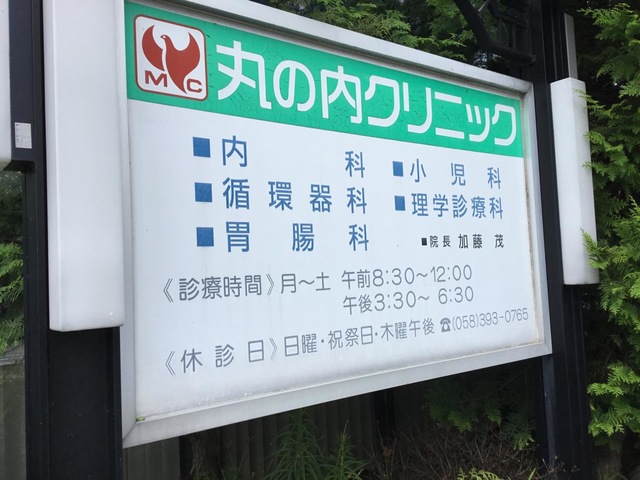 MC
丸の内クリニック
■内科 ■小児科
■循環器科 ■理学診療科
■胃腸科 ■院長 加藤 茂
《診療時間》月～土 午前8:30～12:00
午後3:30～6:30
《休診日》日曜・祝祭日・木曜午後 ☎(058)393-0765